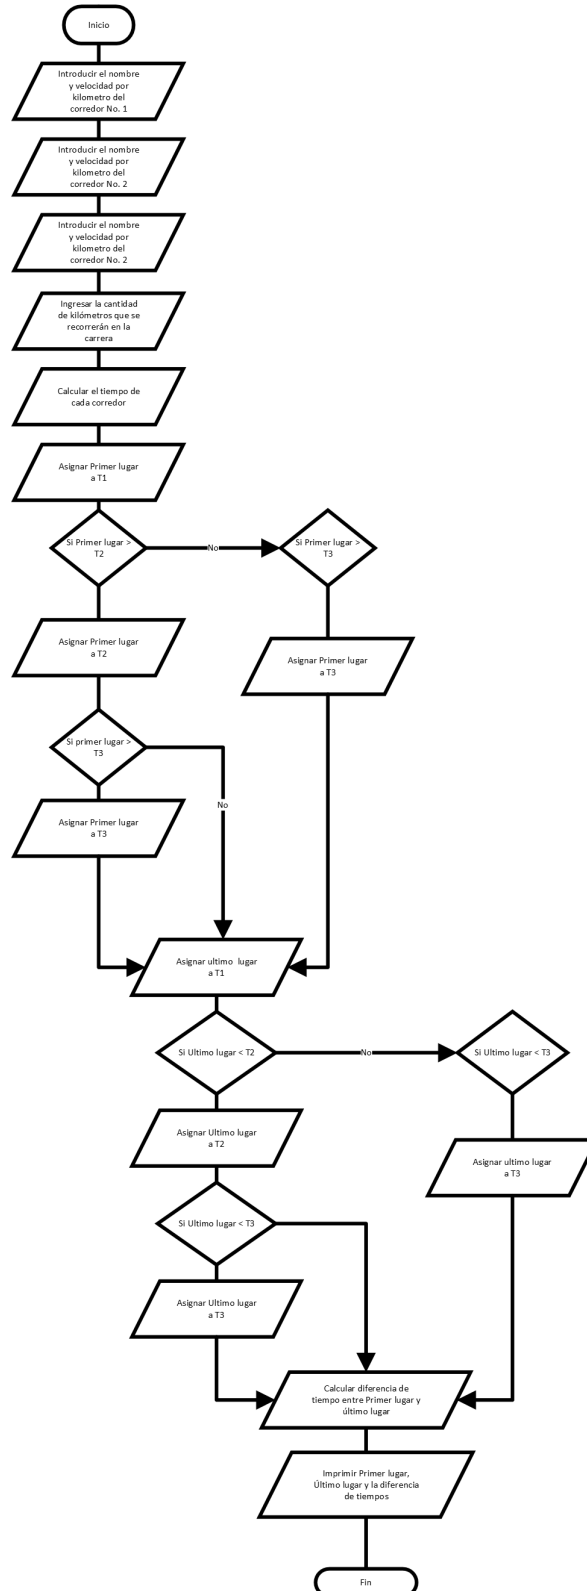 Inicio
Introducir el nombre
y velocidad por
kilometro del
corredor No. 1
Introducir el nombre
y velocidad por
kilometro del
corredor No. 2
Introducir el nombre
y velocidad por
kilometro del
corredor No. 2
Ingresar la cantidad
de kilómetros que se
recorrerán en la
carrera
Calcular el tiempo de
cada corredor
Asignar Primer lugar
a T1
Si Primer lugar >
T2
No
Si Primer lugar >
T3
Asignar Primer lugar
a T2
Asignar Primer lugar
a T3
Si primer lugar >
T3
No
Asignar Primer lugar
a T3
Asignar ultimo lugar
a T1
Si Ultimo lugar < T2
No
Si Ultimo lugar < T3
Asignar Ultimo lugar
a T2
Asignar ultimo lugar
a T3
Si Ultimo lugar < T3
Asignar Ultimo lugar
a T3
Calcular diferencia de
tiempo entre Primer lugar y
último lugar
Imprimir Primer lugar,
Último lugar y la diferencia
de tiempos
Fin